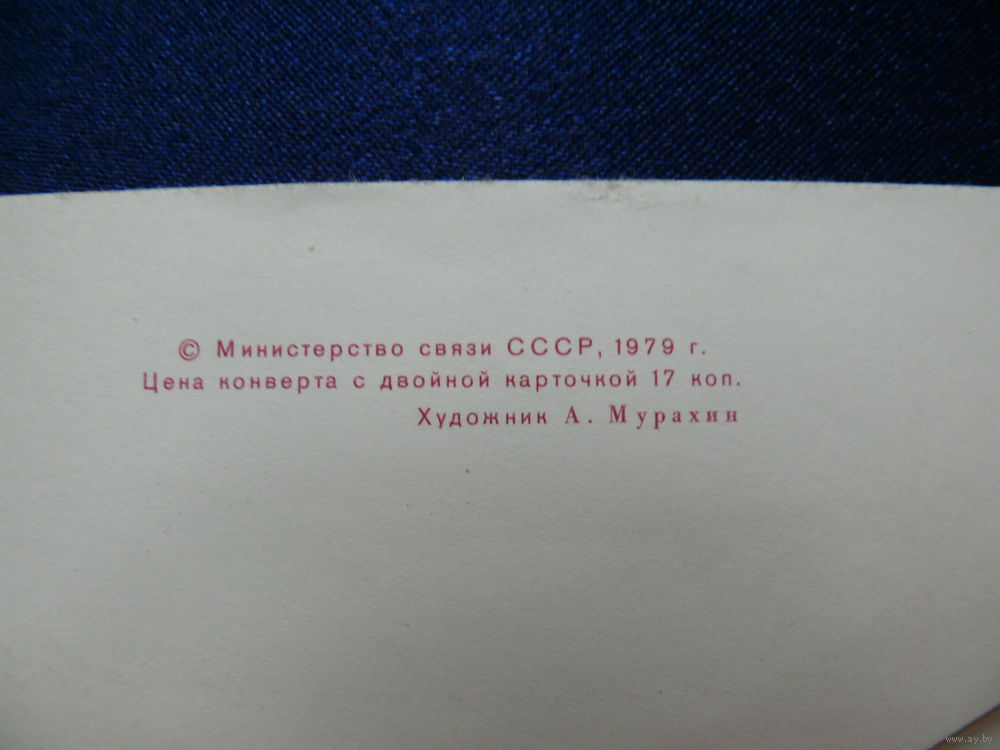 © Министерство связи СССР, 1979 г.
Цена конверта с двойной карточкой 17 коп.
Художник А. Мурахин
www.ay.by